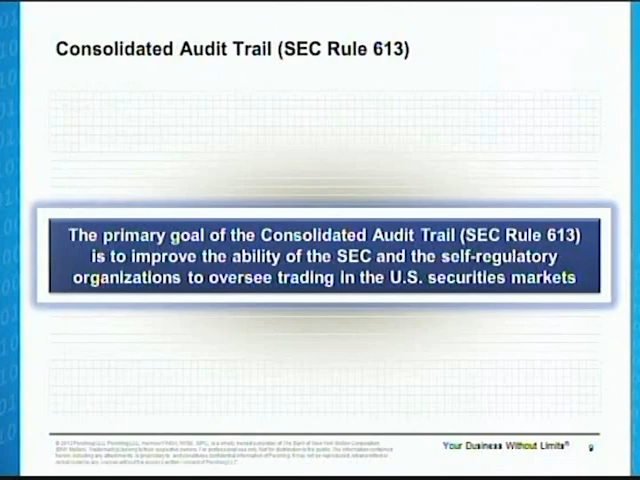 Consolidated Audit Trail (SEC Rule 613)
The primary goal of the Consolidated Audit Trail (SEC Rule 613)
is to improve the ability of the SEC and the self-regulatory
organizations to oversee trading in the U.S. securities markets
Your Business Without Limits®
9